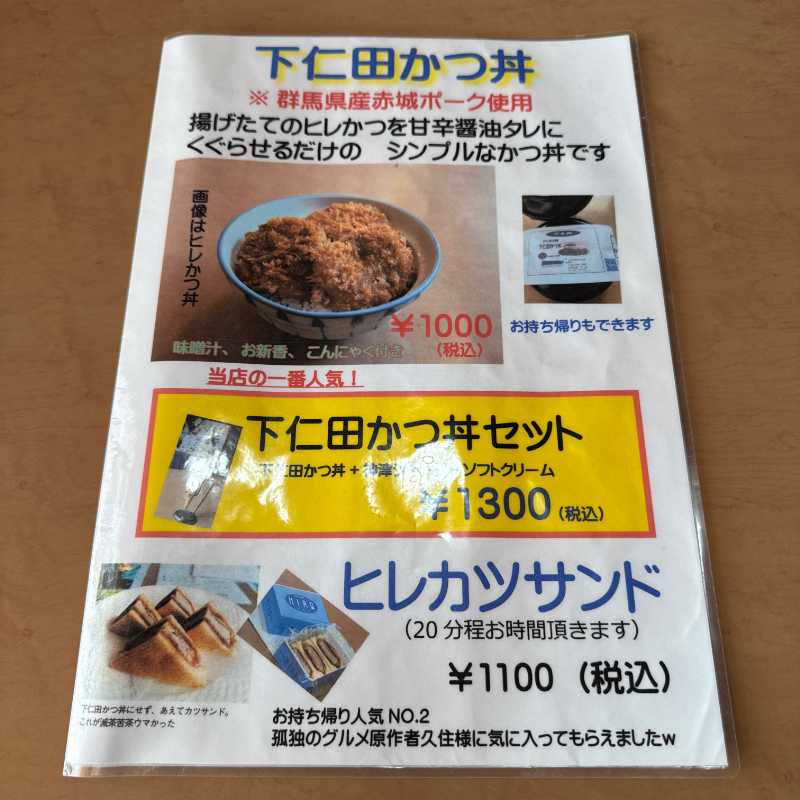 下仁田かつ丼
※ 群馬県産赤城ポーク使用
揚げたてのヒレかつを甘辛醤油タレに
くぐらせるだけの シンプルなかつ丼です
画像はヒレかつ丼
¥1000
味噌汁、お新香、こんにゃく付き
(税込)
お持ち帰りもできます
当店の一番人気！
下仁田かつ丼セット
下仁田かつ丼 + 神津 ソフトクリーム
¥1300 (税込)
ヒレカツサンド
(20分程お時間頂きます)
¥1100 (税込)
下仁田かつ丼にせず、あえてカツサンド。
これが滅茶苦茶ウマかった
お持ち帰り人気 NO.2
孤独のグルメ原作者久住様に気に入ってもらえましたw